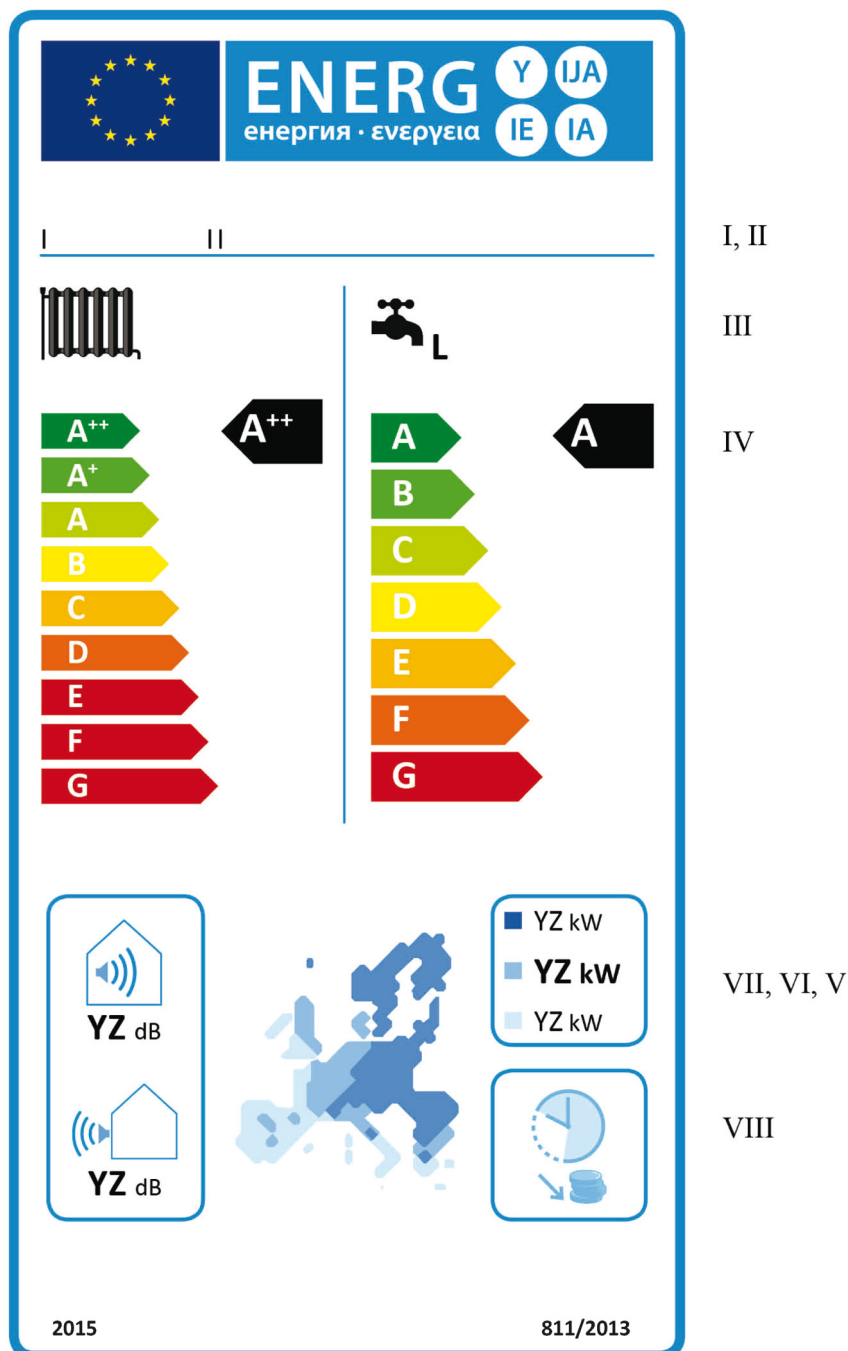 ENERG Y IJA
енергия · ενεργεια IE IA
I II I, II
L III
A++ A++ A A IV
A+ B
A C
B D
C E
D F
E G
F
G
YZ kW
YZ kW VII, VI, V
YZ dB YZ kW
VIII
YZ dB
2015 811/2013